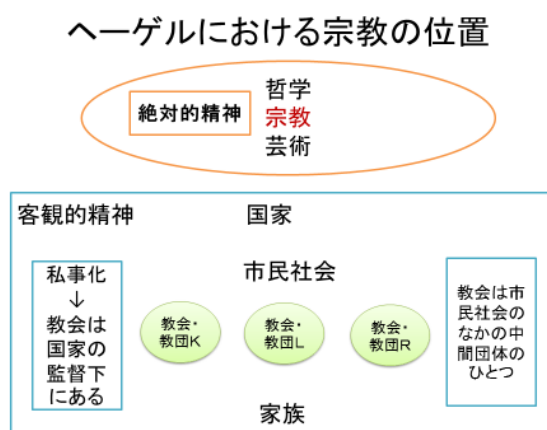 ヘーゲルにおける宗教の位置
哲学
絶対的精神
宗教
芸術
客観的精神
国家
市民社会
私事化
↓
教会は
国家の
監督下
にある
教会・
教団K
教会・
教団L
教会・
教団R
教会は市
民社会の
なかの中
間団体の
ひとつ
家族